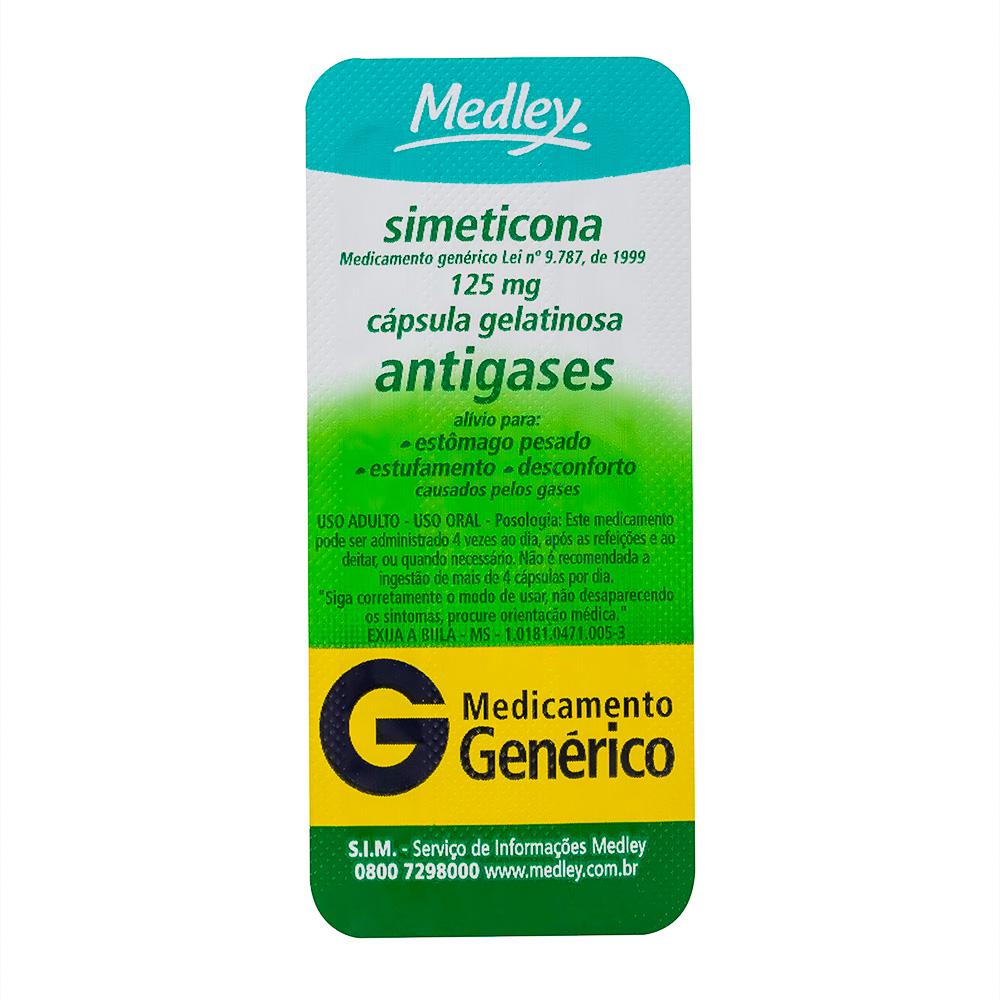 Medley.
simeticona
Medicamento genérico Lei nº 9.787, de 1999
125 mg
cápsula gelatinosa
antigases
alívio para:
estômago pesado
estufamento desconforto
causados pelos gases
USO ADULTO - USO ORAL - Posologia: Este medicamento
pode ser administrado 4 vezes ao dia, após as refeições e ao
deitar, ou quando necessário. Não é recomendada a
ingestão de mais de 4 cápsulas por dia.
"Siga corretamente o modo de usar, não desaparecendo
os sintomas, procure orientação médica."
EXIJA A BULA - MS - 1.0181.0471.005-3
G Medicamento
Genérico
S.I.M. - Serviço de Informações Medley
0800 7298000 www.medley.com.br